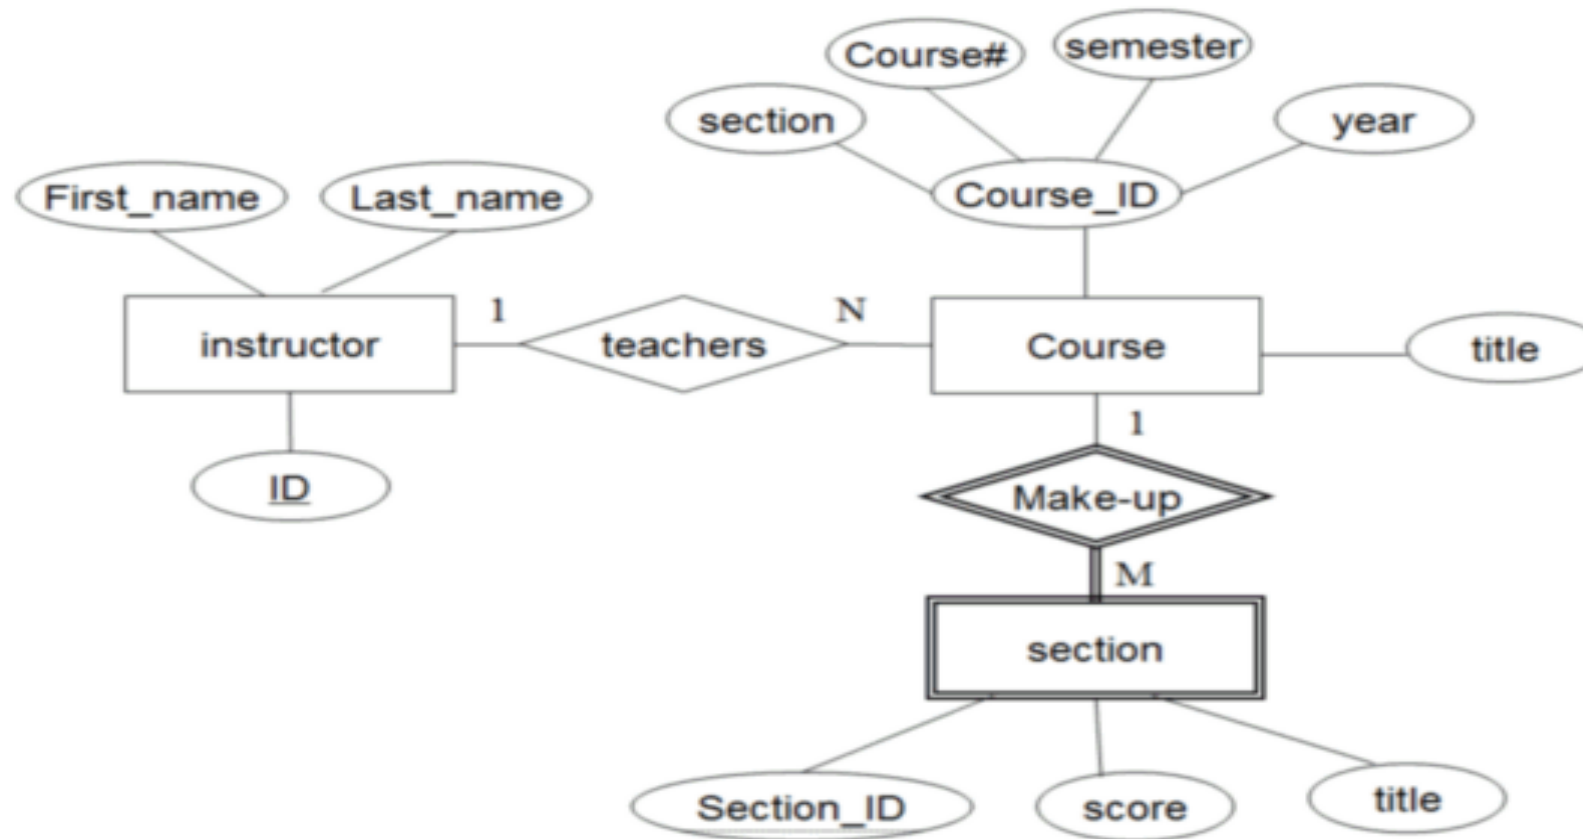 Course#
semester
section
year
First_name
Last_name
Course_ID
1
N
instructor
teachers
Course
title
1
ID
Make-up
M
section
Section_ID
score
title